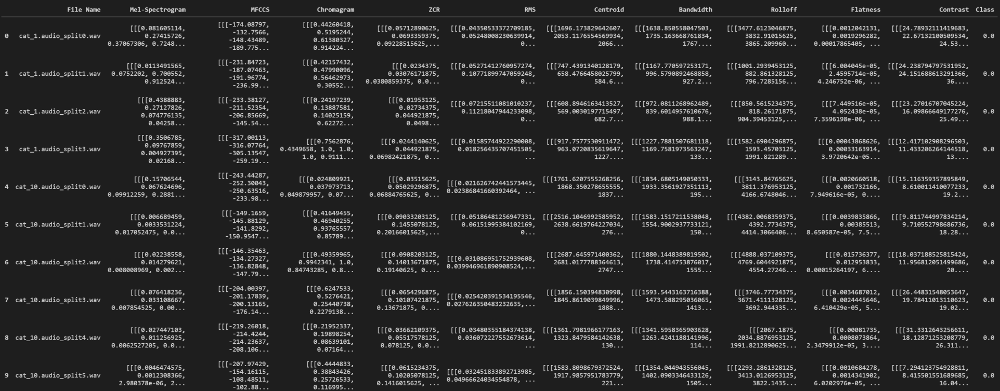 File Name Mel-Spectrogram MFCCS Chromagram ZCR RMS Centroid Bandwidth Rolloff Flatness Contrast Class
0 cat_1.audio_split0.wav [[[0.081605114, 0.27415726, 0.37067306, 0.7248... [[[-174.08797, -132.7566, -148.43489, -189.775... [[[0.44260418, 0.5195244, 0.61380327, 0.914224... [[[0.05712890625, 0.0693359375, 0.09228515625,... [[[0.04350533372709185, 0.05248008230639914, 0... [[[1696.173829642607, 2053.1176554569934, 2066... [[[1638.850558047503, 1735.163668761834, 1767.... [[[3477.6123046875, 3832.91015625, 3865.209960... [[[0.0012042131, 0.0019296282, 0.00017865405, ... [[[24.78932111419683, 22.67132100509534, 24.53... 0.0
1 cat_1.audio_split1.wav [[[0.0113491565, 0.0752202, 0.700552, 0.912524... [[[-231.84723, -187.07463, -191.96774, -236.99... [[[0.42157432, 0.47990096, 0.56462973, 0.30552... [[[0.0234375, 0.03076171875, 0.0380859375, 0.0... [[[0.05271412760957274, 0.10771899747059248, 0... [[[747.4391340128179, 658.4766458025799, 584.6... [[[1167.770597253171, 996.5790892468858, 927.2... [[[1001.2939453125, 882.861328125, 796.7285156... [[[6.004045e-05, 2.4595714e-05, 4.246752e-06, ... [[[24.238794797531952, 24.151688613291366, 36.... 0.0
2 cat_1.audio_split2.wav [[[0.4388883, 0.27127826, 0.074776135, 0.04258... [[[-233.38127, -211.52354, -206.85669, -145.54... [[[0.24197239, 0.13887581, 0.14025159, 0.62272... [[[0.01953125, 0.02734375, 0.044921875, 0.0498... [[[0.07215511081010237, 0.11218047944233098, 0... [[[608.8946163413527, 569.0030197715497, 682.7... [[[972.0811268962489, 839.6014957610676, 988.1... [[[850.5615234375, 818.26171875, 904.39453125,... [[[7.449516e-05, 4.052438e-05, 7.3596198e-06, ... [[[23.27016707045224, 16.09866649177276, 25.49... 0.0
3 cat_1.audio_split3.wav [[[0.3506785, 0.09767859, 0.004927395, 0.02168... [[[-317.00113, -316.07764, -305.13547, -259.19... [[[0.7562876, 0.4349658, 1.0, 1.0, 1.0, 0.9111... [[[0.0244140625, 0.044921875, 0.06982421875, 0... [[[0.01585744922290008, 0.018256435707451505, ... [[[917.7577530911472, 963.0720835619647, 1227.... [[[1227.7881507681118, 1169.7581973563247, 133... [[[1582.6904296875, 1593.45703125, 1991.821289... [[[0.00043868626, 0.00033163914, 3.9720642e-05... [[[12.417102908296503, 11.433206264144518, 13.... 0.0
4 cat_10.audio_split0.wav [[[0.15706544, 0.067624696, 0.09912259, 0.2881... [[[-243.44287, -252.30043, -250.63516, -233.98... [[[0.024809921, 0.037973713, 0.049879957, 0.07... [[[0.03515625, 0.05029296875, 0.06884765625, 0... [[[0.021626742441573445, 0.02386841660392464, ... [[[1761.6207555268256, 1868.350278655555, 1837... [[[1834.6805149050333, 1933.3561927351113, 195... [[[3143.84765625, 3811.376953125, 4166.6748046... [[[0.0020660518, 0.001732166, 7.949616e-05, 0.... [[[15.116359357895849, 8.610011410077233, 19.2... 0.0
5 cat_10.audio_split1.wav [[[0.006689459, 0.0033531224, 0.017052475, 0.0... [[[-149.1659, -145.88129, -141.8292, -150.9547... [[[0.41649455, 0.46940255, 0.93765557, 0.85789... [[[0.09033203125, 0.1455078125, 0.20166015625,... [[[0.05186481256947331, 0.06151995384102169, 0... [[[2516.1046992585952, 2638.6619764227034, 276... [[[1583.1517211538048, 1554.9002937733121, 150... [[[4382.0068359375, 4392.7734375, 4414.3066406... [[[0.0039835866, 0.00385513, 8.650587e-05, 7.5... [[[9.811744997834214, 9.710552798686736, 18.28... 0.0
6 cat_10.audio_split2.wav [[[0.02238558, 0.014279621, 0.008008969, 0.002... [[[-146.35463, -134.27327, -136.82848, -147.79... [[[0.49359965, 0.9942341, 1.0, 0.84743285, 0.8... [[[0.0908203125, 0.14013671875, 0.19140625, 0.... [[[0.031086951752939608, 0.039946961890908524,... [[[2687.645971400362, 2681.0177788364613, 2747... [[[1880.1448389819502, 1738.414753876017, 1555... [[[4888.037109375, 4769.6044921875, 4554.27246... [[[0.015736377, 0.012953833, 0.00015264197, 6.... [[[18.037188525815424, 11.956812051499686, 20.... 0.0
7 cat_10.audio_split3.wav [[[0.076418236, 0.033108667, 0.007854525, 0.00... [[[-204.00397, -201.17839, -200.13165, -176.14... [[[0.6247533, 0.5276421, 0.25440738, 0.2279138... [[[0.0654296875, 0.10107421875, 0.13671875, 0.... [[[0.025420391534195546, 0.027626350483232635,... [[[1856.150394830998, 1845.8619039849996, 1888... [[[1593.5443163716388, 1473.588295036065, 1413... [[[3746.77734375, 3671.4111328125, 3692.944335... [[[0.0034687012, 0.0024445646, 6.410429e-05, 5... [[[26.44831548053647, 19.78411013110623, 19.02... 0.0
8 cat_10.audio_split4.wav [[[0.027447103, 0.011256925, 0.0062527205, 0.0... [[[-219.26018, -214.4244, -214.23637, -208.106... [[[0.21952337, 0.19898254, 0.08639101, 0.07164... [[[0.03662109375, 0.05517578125, 0.078125, 0.0... [[[0.03480355184374138, 0.036072227552673614, ... [[[1361.7981966177163, 1323.8479584142638, 130... [[[1341.5958365903628, 1263.4241188141996, 114... [[[2067.1875, 2034.8876953125, 1991.8212890625... [[[0.00081735, 0.0008073864, 2.3479912e-05, 3.... [[[31.3312643256611, 18.12871253208779, 26.311... 0.0
9 cat_10.audio_split5.wav [[[0.0046474575, 0.0012308366, 2.980378e-06, 2... [[[-207.97429, -154.16115, -108.48511, -102.88... [[[0.4444833, 0.38843426, 0.25726533, 0.116995... [[[0.0615234375, 0.10205078125, 0.1416015625, ... [[[0.032451833892713985, 0.04966624034554878, ... [[[1583.8098679372524, 1917.9857951783779, 221... [[[1354.044943556045, 1402.0903346433126, 1505... [[[2293.2861328125, 3413.0126953125, 3822.1435... [[[0.0010684278, 0.0014341902, 6.0202976e-05, ... [[[7.294123754928811, 8.415501551689685, 16.04... 0.0